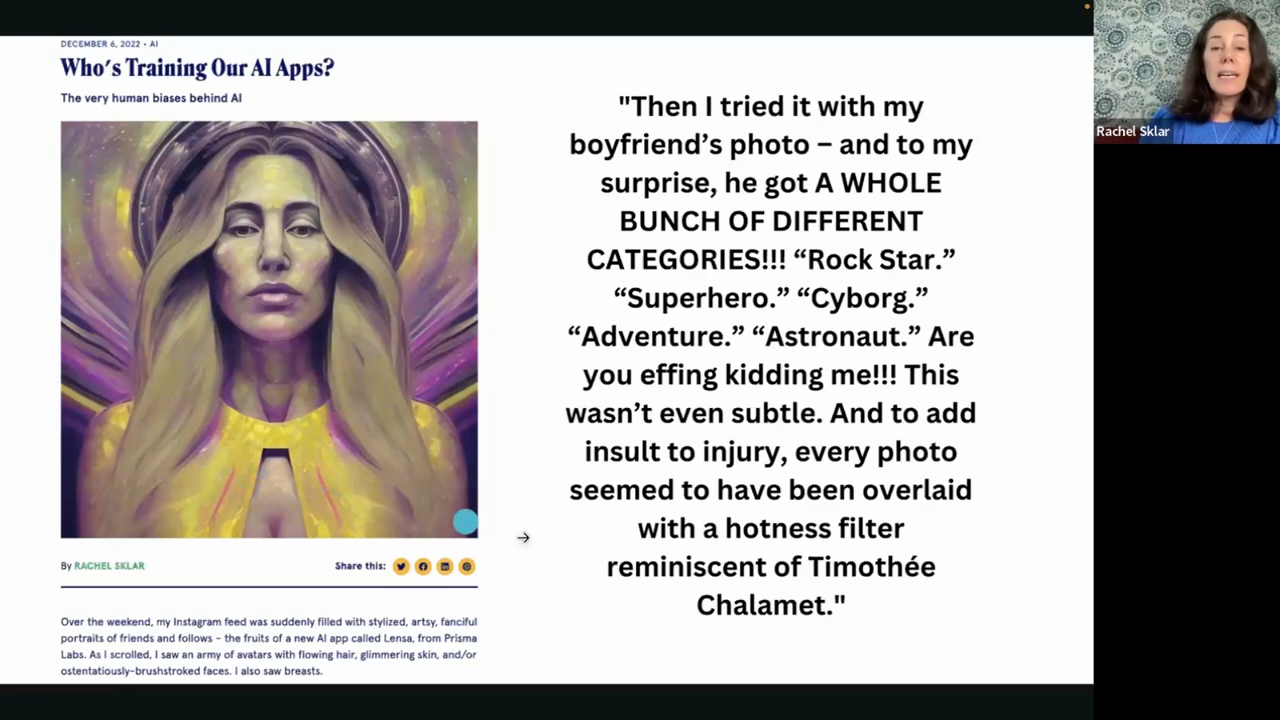 DECEMBER 6, 2022 • AI
Who's Training Our AI Apps?
The very human biases behind AI
By RACHEL SKLAR
Share this:
Over the weekend, my Instagram feed was suddenly filled with stylized, artsy, fanciful
portraits of friends and follows – the fruits of a new AI app called Lensa, from Prisma
Labs. As I scrolled, I saw an army of avatars with flowing hair, glimmering skin, and/or
ostentatiously-brushstroked faces. I also saw breasts.
"Then I tried it with my
boyfriend’s photo – and to my
surprise, he got A WHOLE
BUNCH OF DIFFERENT
CATEGORIES!!! “Rock Star.”
“Superhero.” “Cyborg.”
“Adventure.” “Astronaut.” Are
you effing kidding me!!! This
wasn’t even subtle. And to add
insult to injury, every photo
seemed to have been overlaid
with a hotness filter
reminiscent of Timothée
Chalamet."
Rachel Sklar